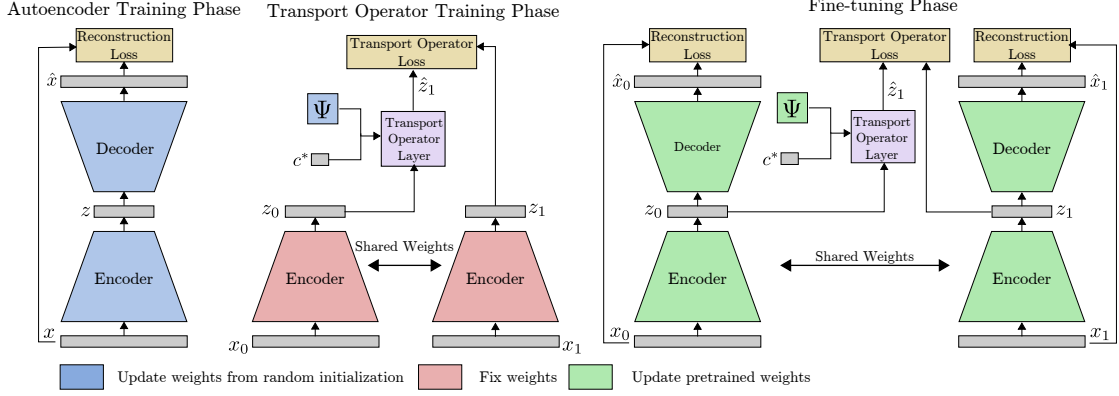 Autoencoder Training Phase
Reconstruction
Loss
x̂
Decoder
z
Encoder
x
Transport Operator Training Phase
Transport Operator
Loss
ẑ₁
Ψ
Transport
Operator
Layer
c*
z₀
z₁
Shared Weights
Encoder
Encoder
x₀
x₁
Fine-tuning Phase
Reconstruction
Loss
Transport Operator
Loss
Reconstruction
Loss
x̂₀
ẑ₁
x̂₁
Ψ
Decoder
Transport
Operator
Layer
Decoder
c*
z₀
z₁
Encoder
Shared Weights
Encoder
x₀
x₁
Update weights from random initialization
Fix weights
Update pretrained weights